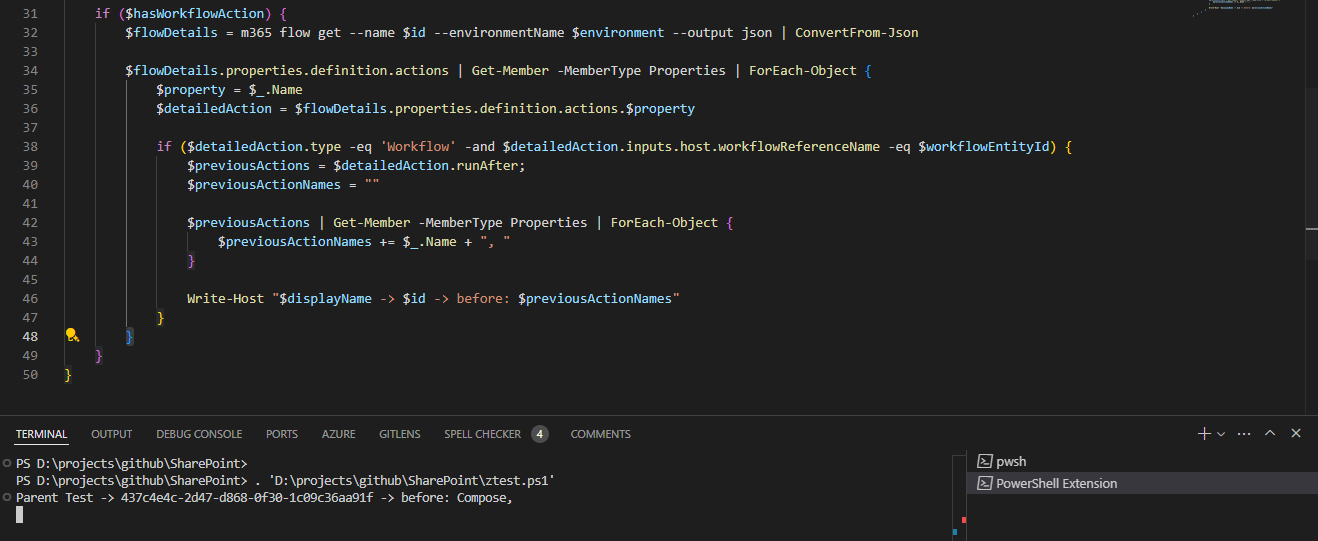 31 if ($hasWorkflowAction) {
32 $flowDetails = m365 flow get --name $id --environmentName $environment --output json | ConvertFrom-Json
33
34 $flowDetails.properties.definition.actions | Get-Member -MemberType Properties | ForEach-Object {
35 $property = $_.Name
36 $detailedAction = $flowDetails.properties.definition.actions.$property
37
38 if ($detailedAction.type -eq 'Workflow' -and $detailedAction.inputs.host.workflowReferenceName -eq $workflowEntityId) {
39 $previousActions = $detailedAction.runAfter;
40 $previousActionNames = ""
41
42 $previousActions | Get-Member -MemberType Properties | ForEach-Object {
43 $previousActionNames += $_.Name + ", "
44 }
45
46 Write-Host "$displayName -> $id -> before: $previousActionNames"
47 }
48 }
49 }
50 }
TERMINAL OUTPUT DEBUG CONSOLE PORTS AZURE GITLENS SPELL CHECKER 4 COMMENTS
PS D:\projects\github\SharePoint>
PS D:\projects\github\SharePoint> . 'D:\projects\github\SharePoint\ztest.ps1'
Parent Test -> 437c4e4c-2d47-d868-0f30-1c09c36aa91f -> before: Compose,
pwsh
PowerShell Extension